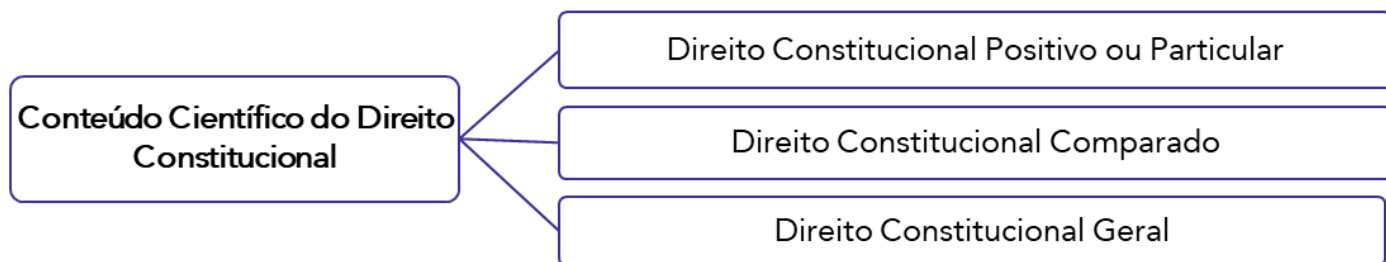 Conteúdo Científico do Direito
Constitucional
Direito Constitucional Positivo ou Particular
Direito Constitucional Comparado
Direito Constitucional Geral